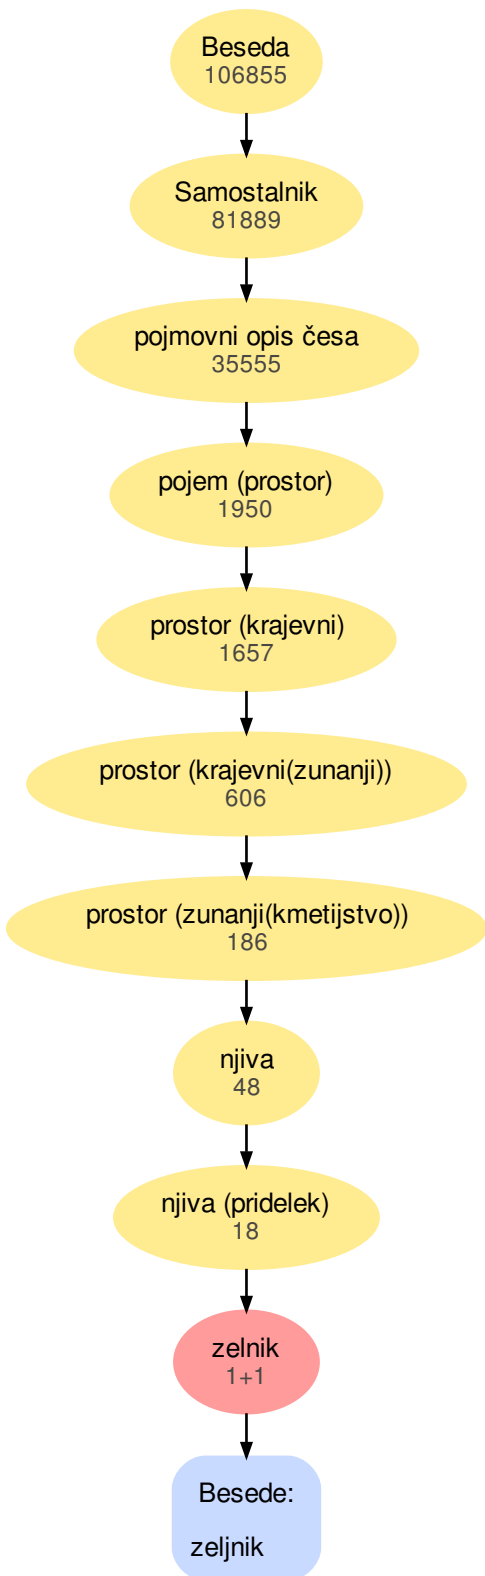 Beseda
106855
Samostalnik
81889
pojmovni opis česa
35555
pojem (prostor)
1950
prostor (krajevni)
1657
prostor (krajevni(zunanji))
606
prostor (zunanji(kmetijstvo))
186
njiva
48
njiva (pridelek)
18
zelnik
1+1
Besede:
zeljnik